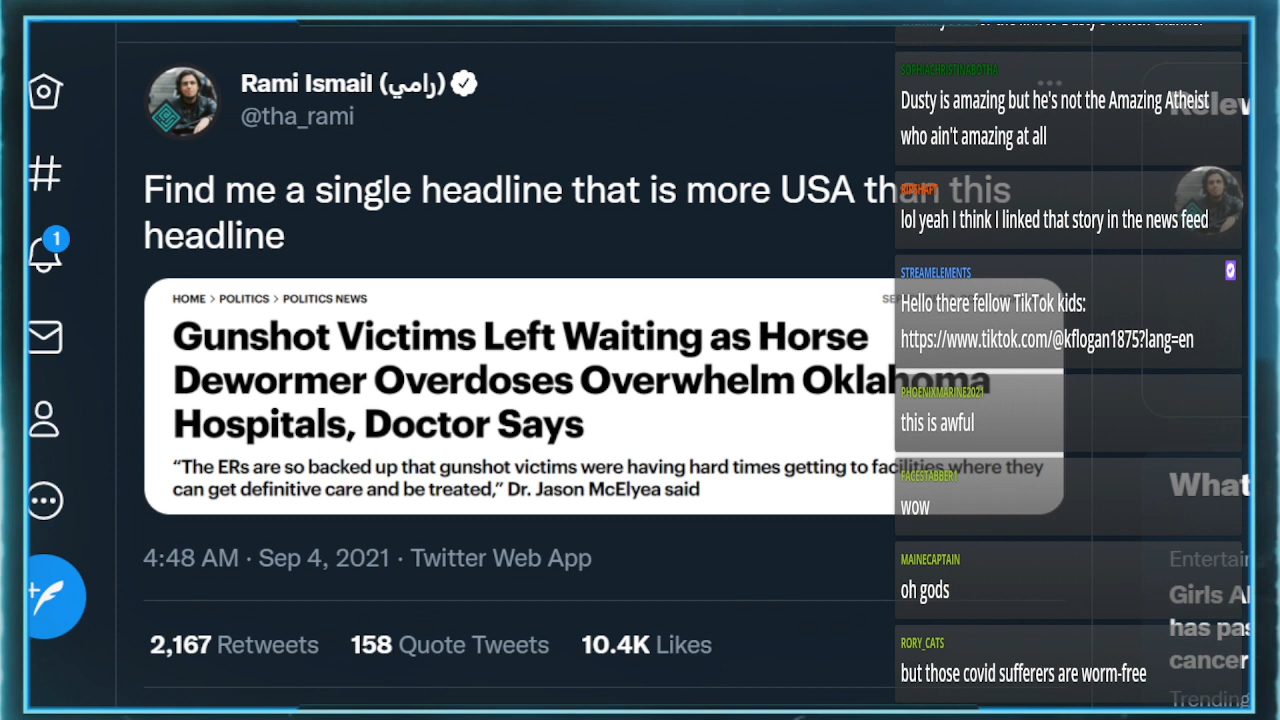 Rami Ismail (رامي)
@tha_rami
Find me a single headline that is more USA than this
headline
HOME > POLITICS > POLITICS NEWS
Gunshot Victims Left Waiting as Horse
Dewormer Overdoses Overwhelm Oklahoma
Hospitals, Doctor Says
“The ERs are so backed up that gunshot victims were having hard times getting to facilities where they
can get definitive care and be treated,” Dr. Jason McElyea said
4:48 AM · Sep 4, 2021 · Twitter Web App
2,167 Retweets 158 Quote Tweets 10.4K Likes
1
SOPHIACHRISTINABOTHA
Dusty is amazing but he's not the Amazing Atheist
who ain't amazing at all
lol yeah I think I linked that story in the news feed
STREAMELEMENTS
Hello there fellow TikTok kids:
https://www.tiktok.com/@kflogan1875?lang=en
PHOENIXMARINE2021
this is awful
FACESTABBER1
wow
MAINECAPTAIN
oh gods
RORY_CATS
but those covid sufferers are worm-free
Relev
What
Entertai
Girls A
has pas
cancer
Trending